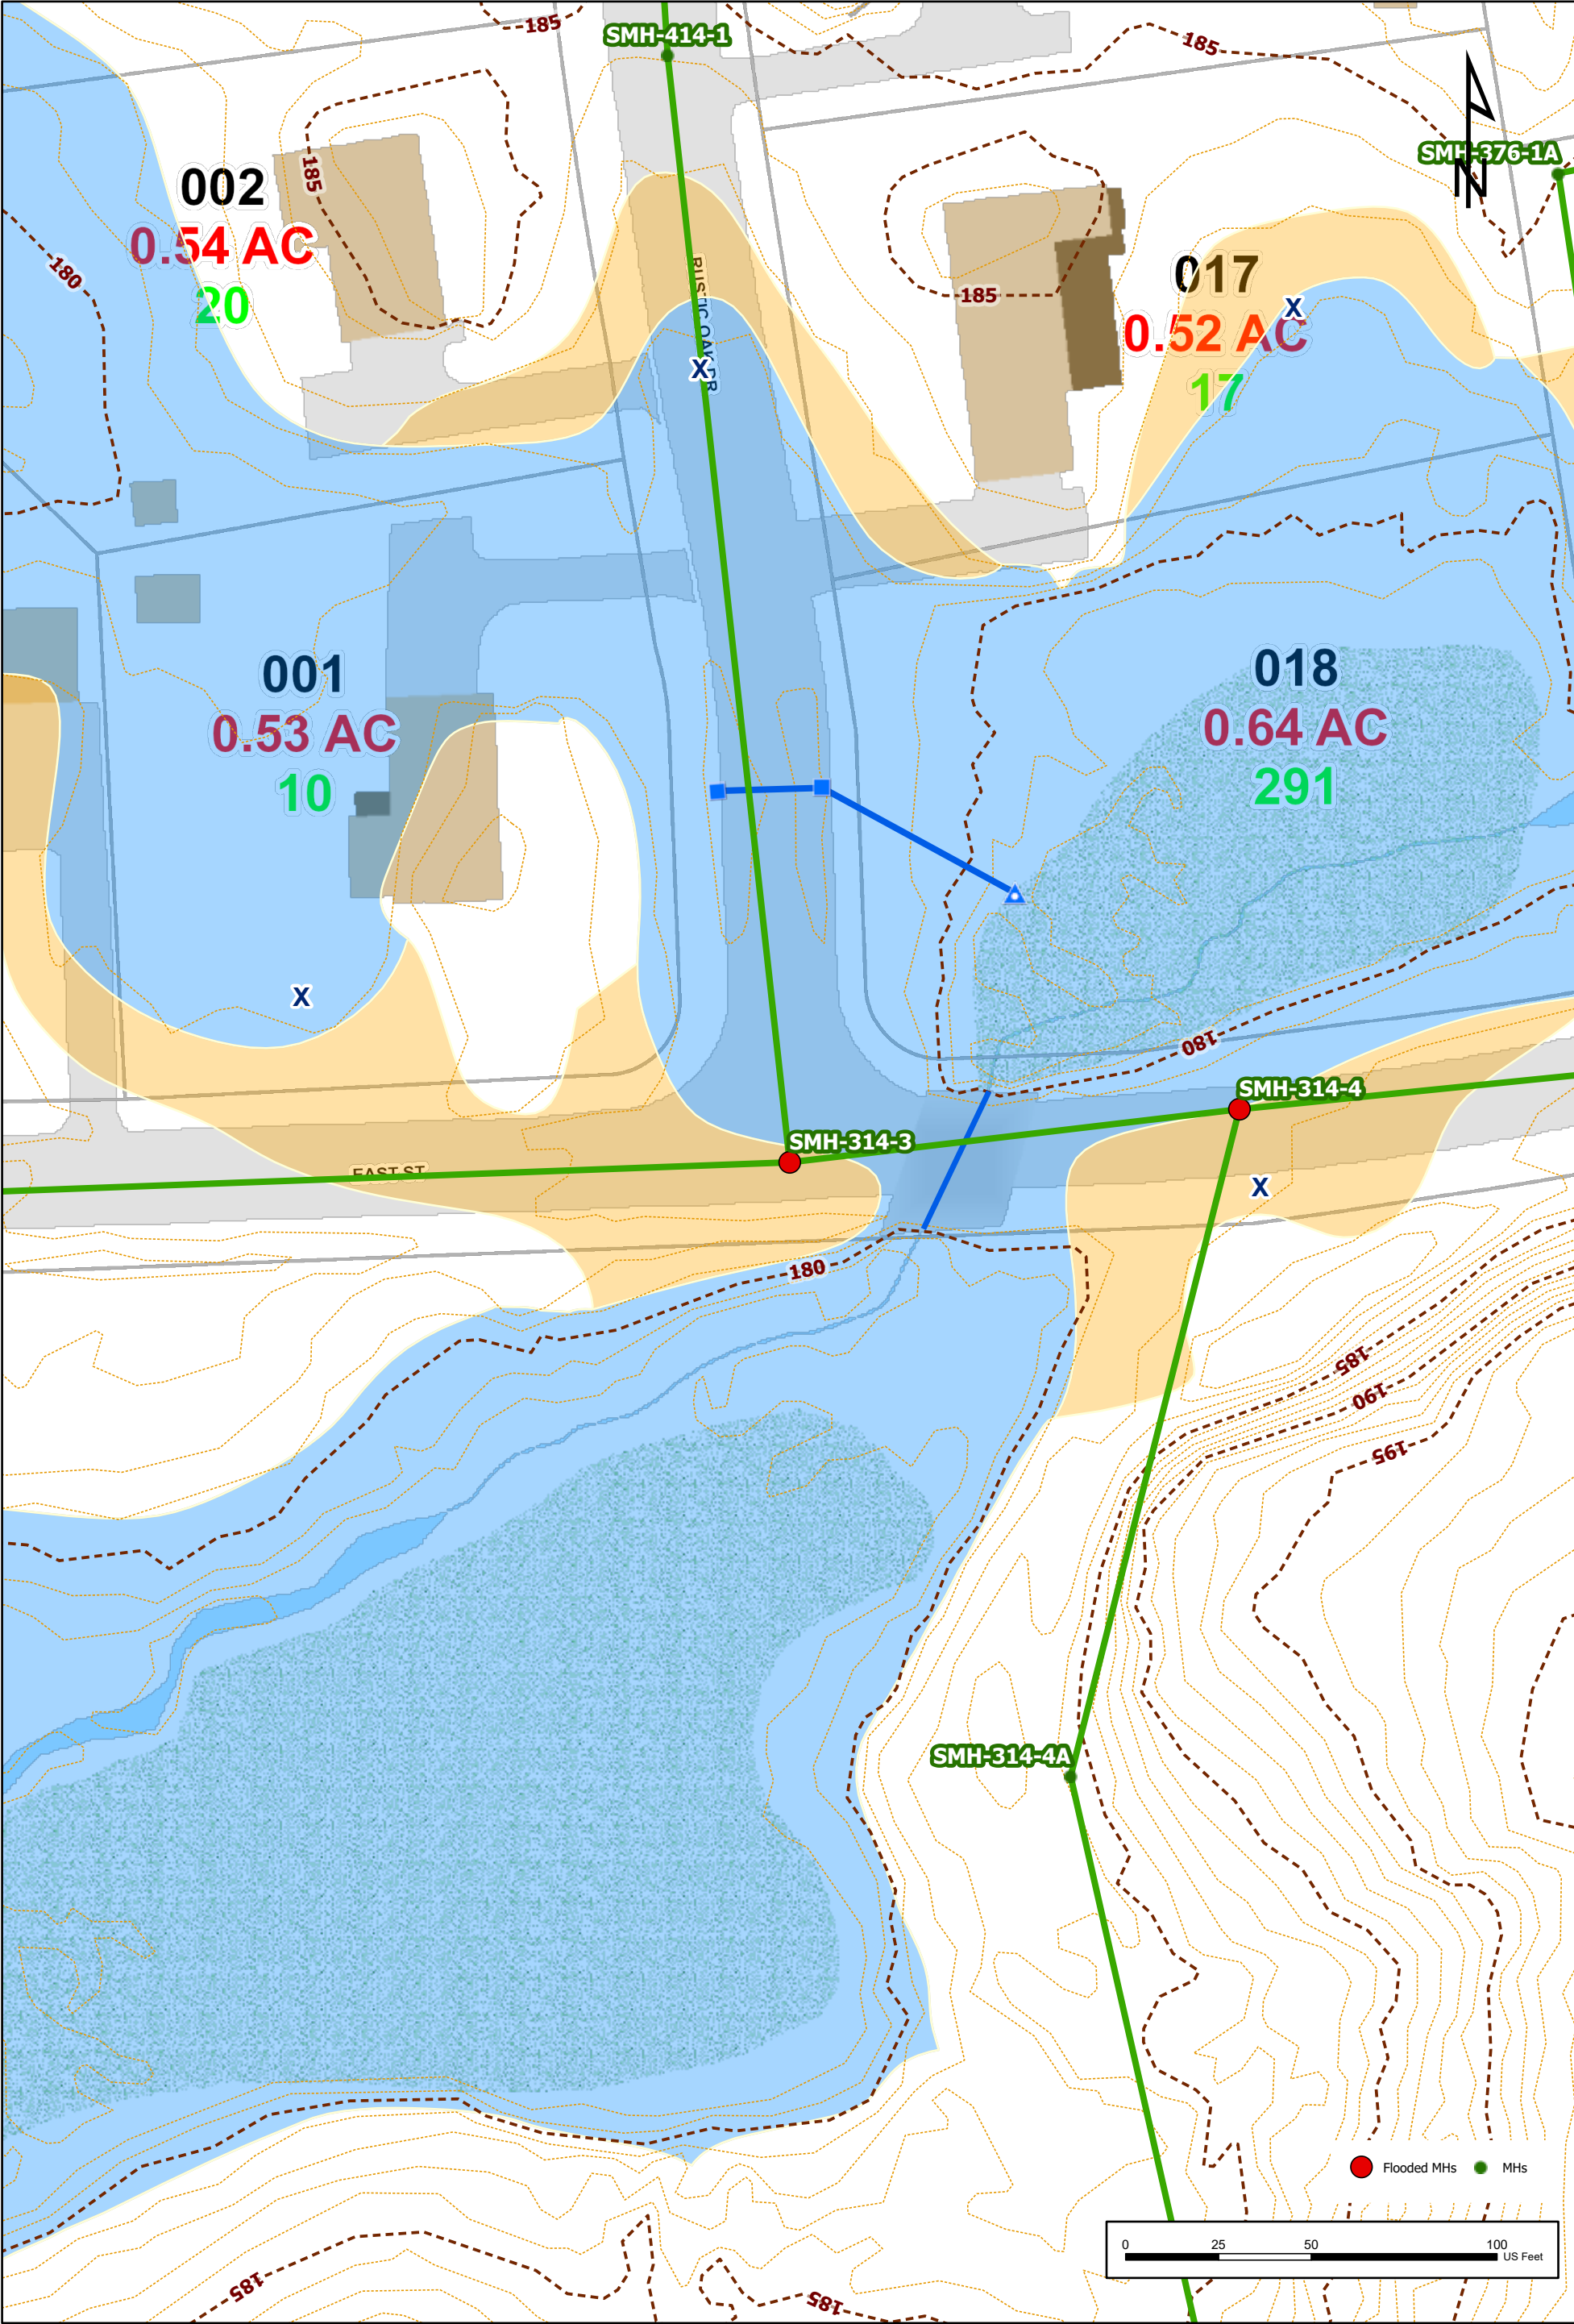 185
SMH-414-1
185
SMH-376-1A
N
002
0.54 AC
20
185
180
RUSTIC OAK DR
185
017
0.52 AC
17
X
X
001
0.53 AC
10
018
0.64 AC
291
X
180
SMH-314-4
SMH-314-3
EAST ST
X
180
185
190
195
SMH-314-4A
Flooded MHs
MHs
0 25 50 100
US Feet
185
185